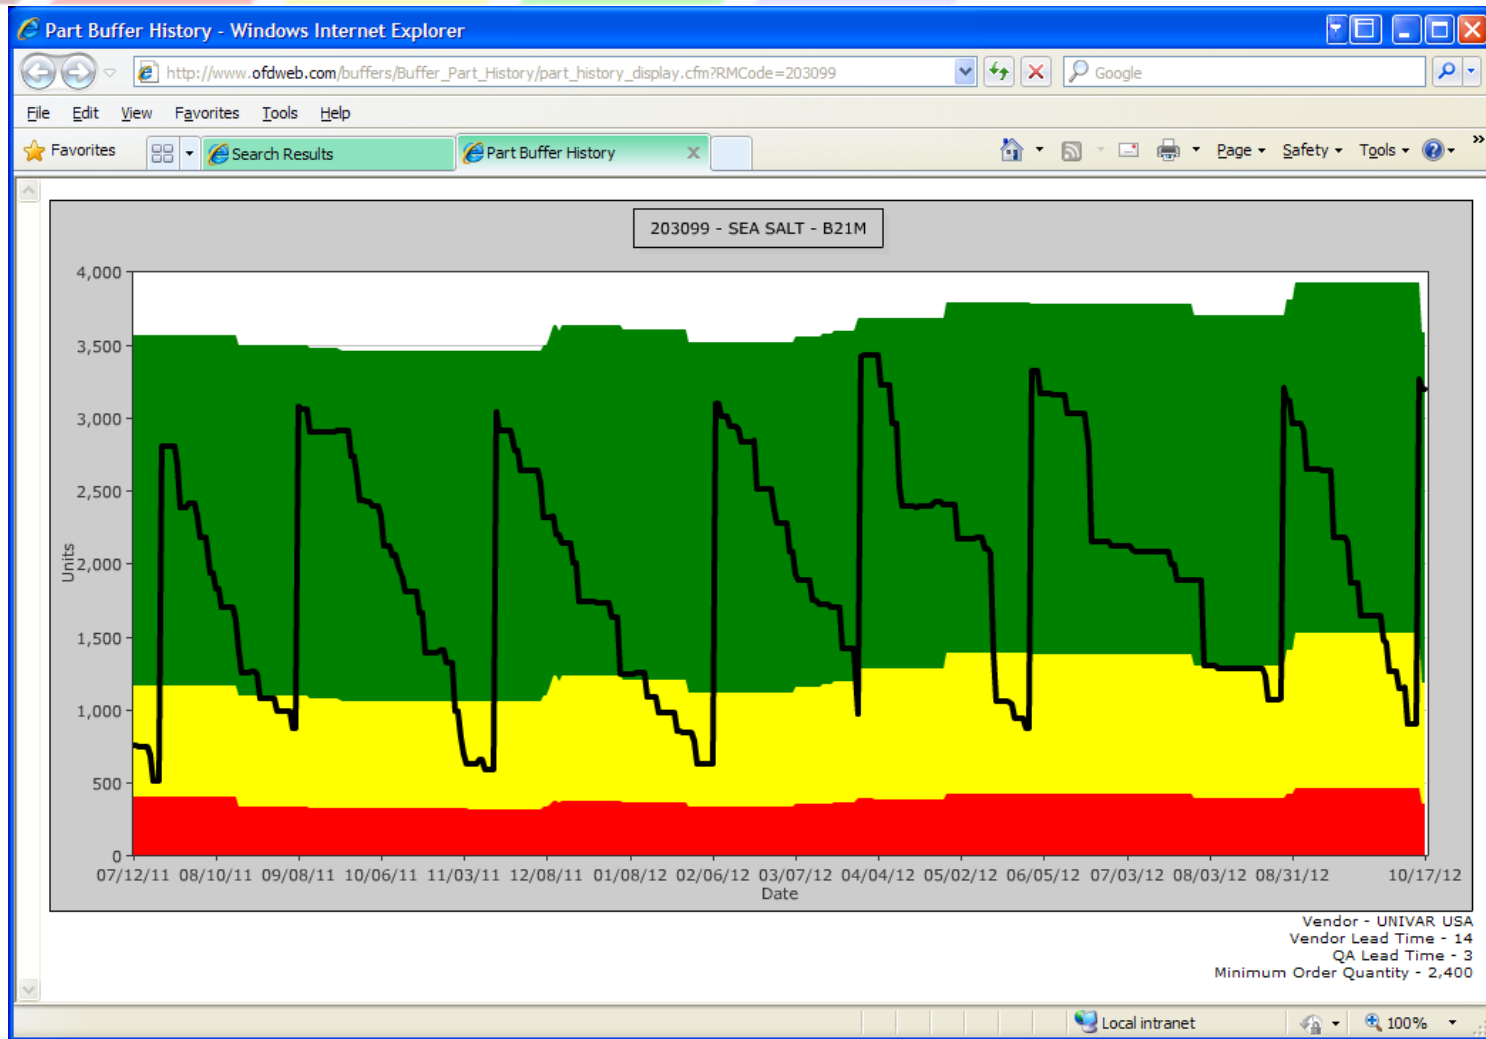 Part Buffer History - Windows Internet Explorer
http://www.ofdweb.com/buffers/Buffer_Part_History/part_history_display.cfm?RMCode=203099
Google
File Edit View Favorites Tools Help
Favorites
Search Results
Part Buffer History
Page Safety Tools
203099 - SEA SALT - B21M
4,000
3,500
3,000
2,500
Units
2,000
1,500
1,000
500
0
07/12/11 08/10/11 09/08/11 10/06/11 11/03/11 12/08/11 01/08/12 02/06/12 03/07/12 04/04/12 05/02/12 06/05/12 07/03/12 08/03/12 08/31/12 10/17/12
Date
Vendor - UNIVAR USA
Vendor Lead Time - 14
QA Lead Time - 3
Minimum Order Quantity - 2,400
Local intranet
100%